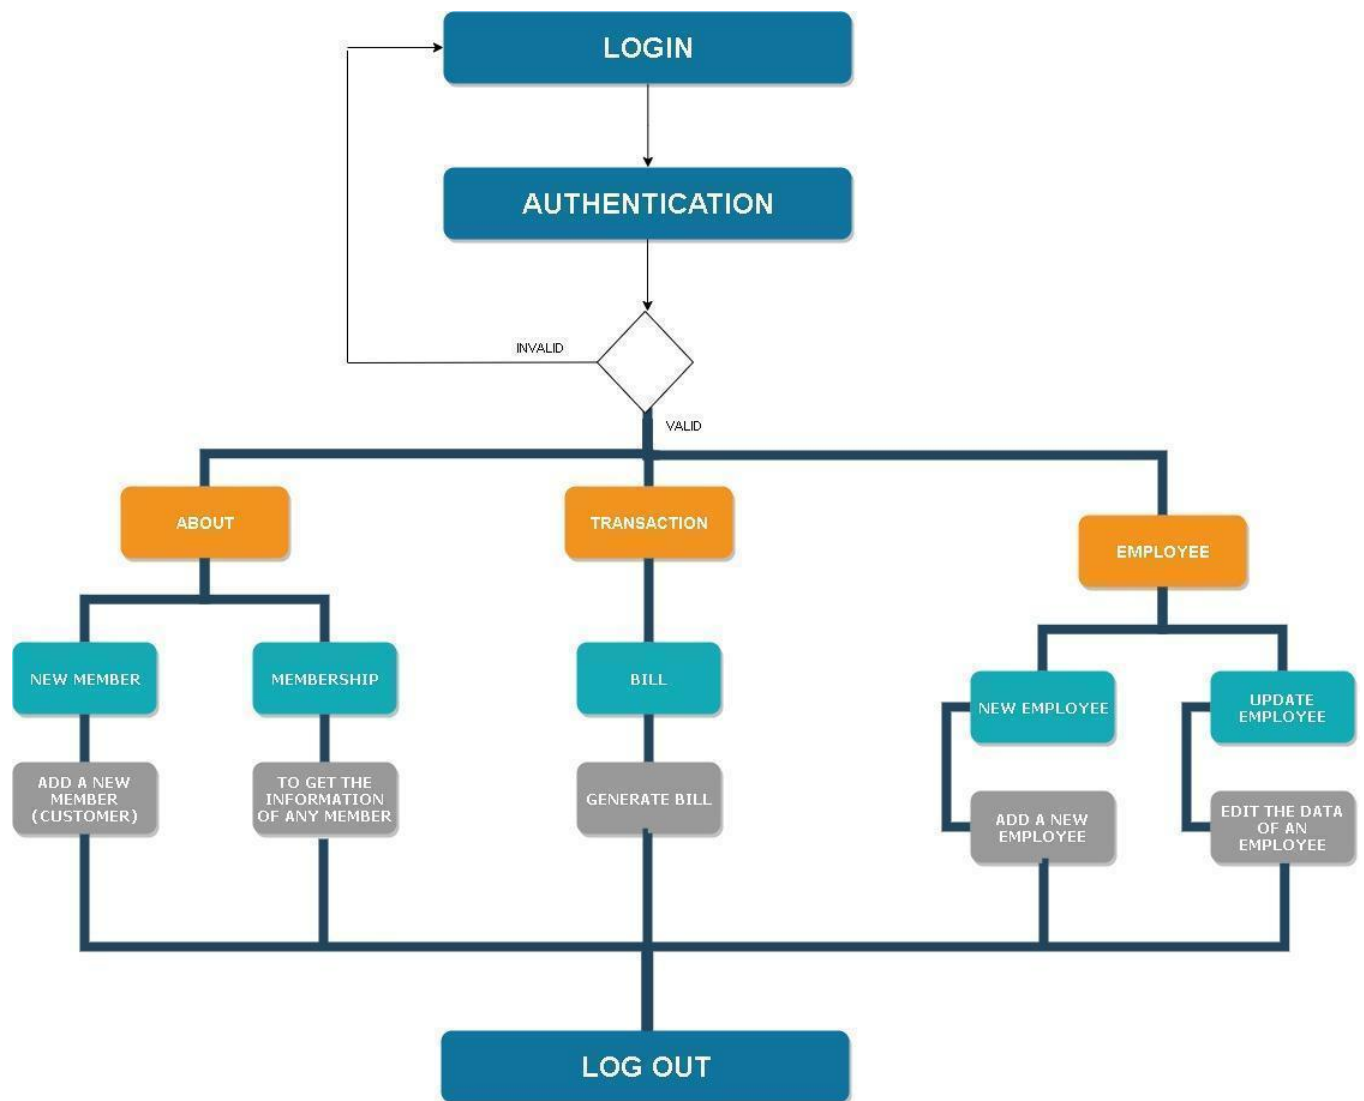 LOGIN
AUTHENTICATION
INVALID
VALID
ABOUT
TRANSACTION
EMPLOYEE
NEW MEMBER
MEMBERSHIP
BILL
NEW EMPLOYEE
UPDATE
EMPLOYEE
ADD A NEW
MEMBER
(CUSTOMER)
TO GET THE
INFORMATION
OF ANY MEMBER
GENERATE BILL
ADD A NEW
EMPLOYEE
EDIT THE DATA
OF AN
EMPLOYEE
LOG OUT